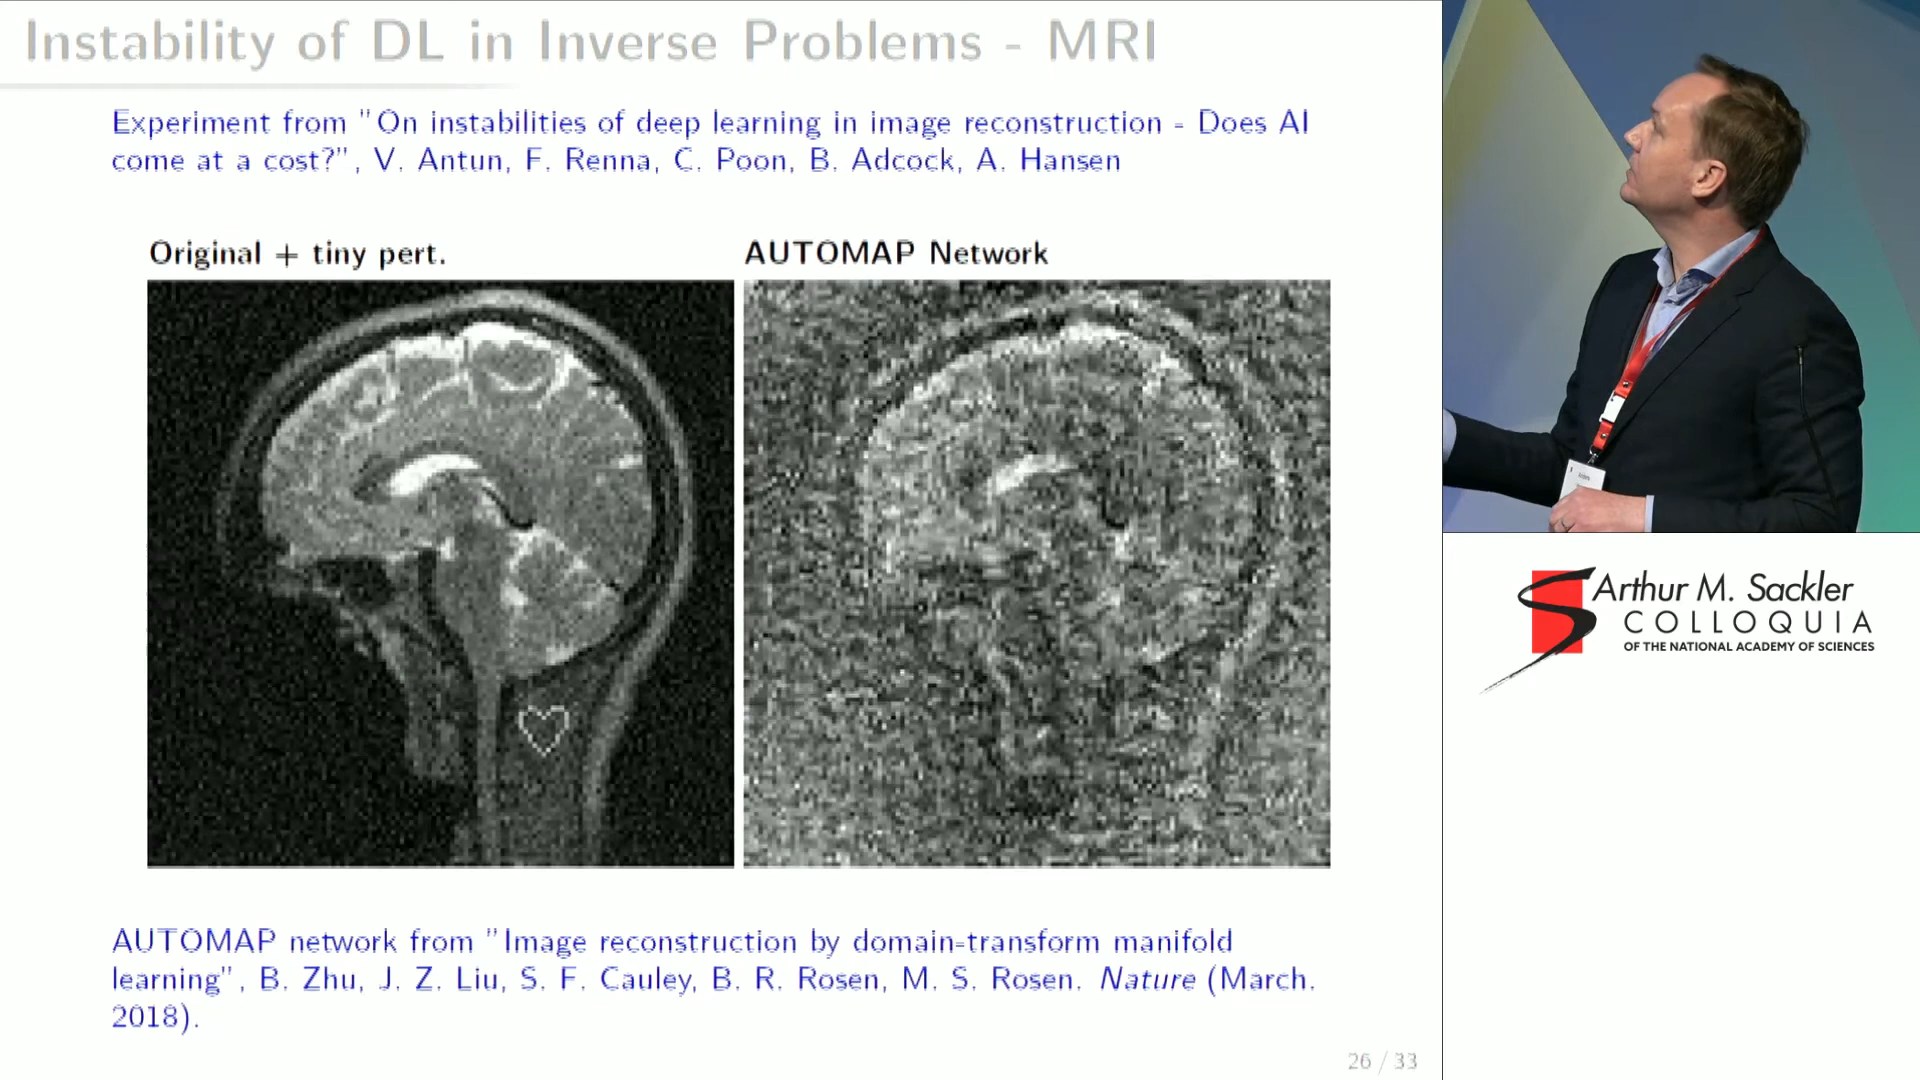 Instability of DL in Inverse Problems - MRI
Experiment from "On instabilities of deep learning in image reconstruction - Does AI
come at a cost?", V. Antun, F. Renna, C. Poon, B. Adcock, A. Hansen
Original + tiny pert.
AUTOMAP Network
AUTOMAP network from "Image reconstruction by domain-transform manifold
learning", B. Zhu, J. Z. Liu, S. F. Cauley, B. R. Rosen, M. S. Rosen. Nature (March.
2018).
26 / 33
Arthur M. Sackler
COLLOQUIA
OF THE NATIONAL ACADEMY OF SCIENCES